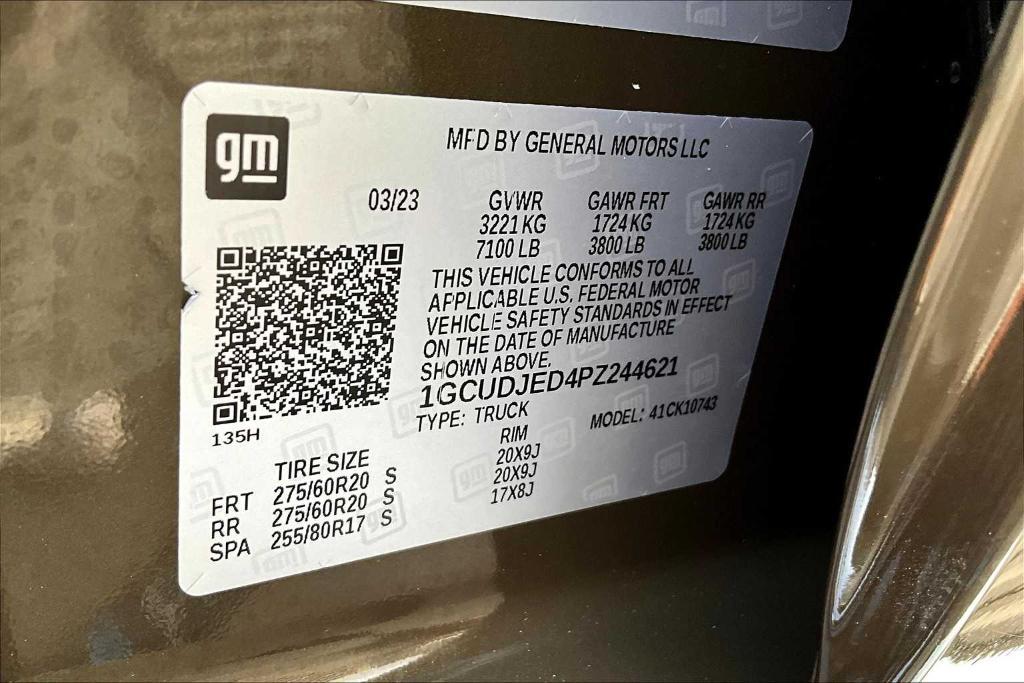 gm
MFD BY GENERAL MOTORS LLC
03/23 GVWR GAWR FRT GAWR RR
3221 KG 1724 KG 1724 KG
7100 LB 3800 LB 3800 LB
THIS VEHICLE CONFORMS TO ALL
APPLICABLE U.S. FEDERAL MOTOR
VEHICLE SAFETY STANDARDS IN EFFECT
ON THE DATE OF MANUFACTURE
SHOWN ABOVE.
1GCUDJED4PZ244621
TYPE: TRUCK MODEL: 41CK10743
135H
TIRE SIZE RIM
FRT 275/60R20 S 20X9J
RR 275/60R20 S 20X9J
SPA 255/80R17 S 17X8J